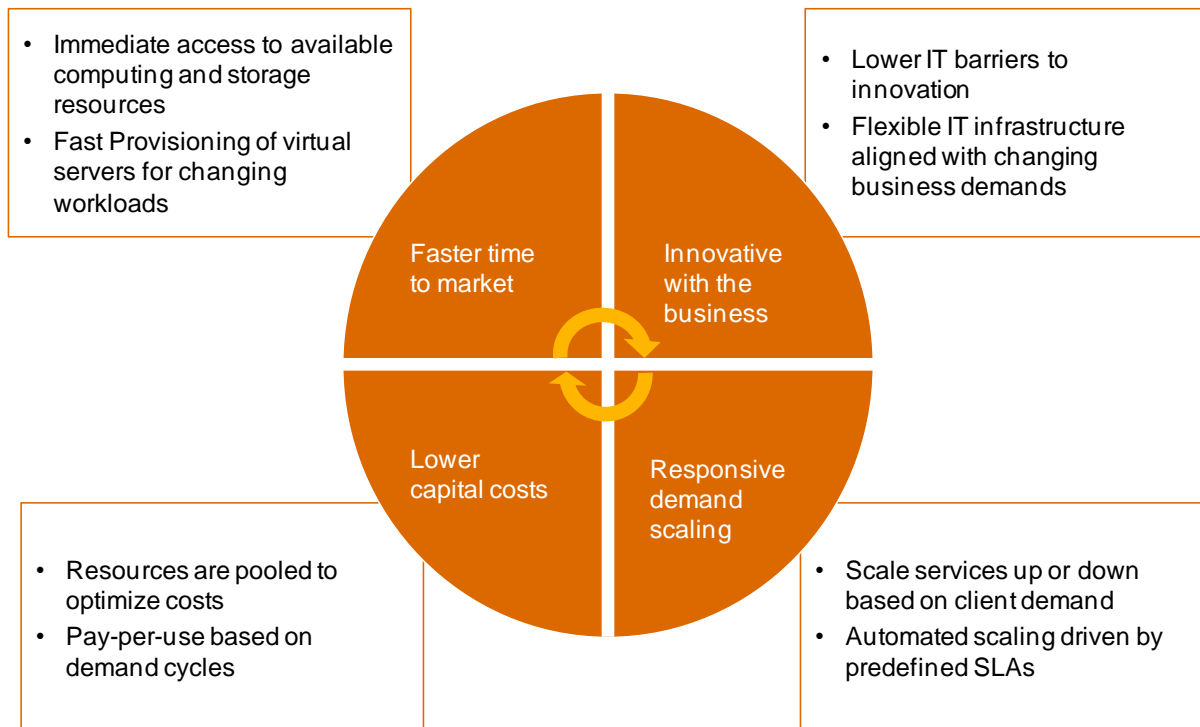 • Immediate access to available
computing and storage
resources
• Fast Provisioning of virtual
servers for changing
workloads
• Lower IT barriers to
innovation
• Flexible IT infrastructure
aligned with changing
business demands
Faster time
to market
Innovative
with the
business
Lower
capital costs
Responsive
demand
scaling
• Resources are pooled to
optimize costs
• Pay-per-use based on
demand cycles
• Scale services up or down
based on client demand
• Automated scaling driven by
predefined SLAs